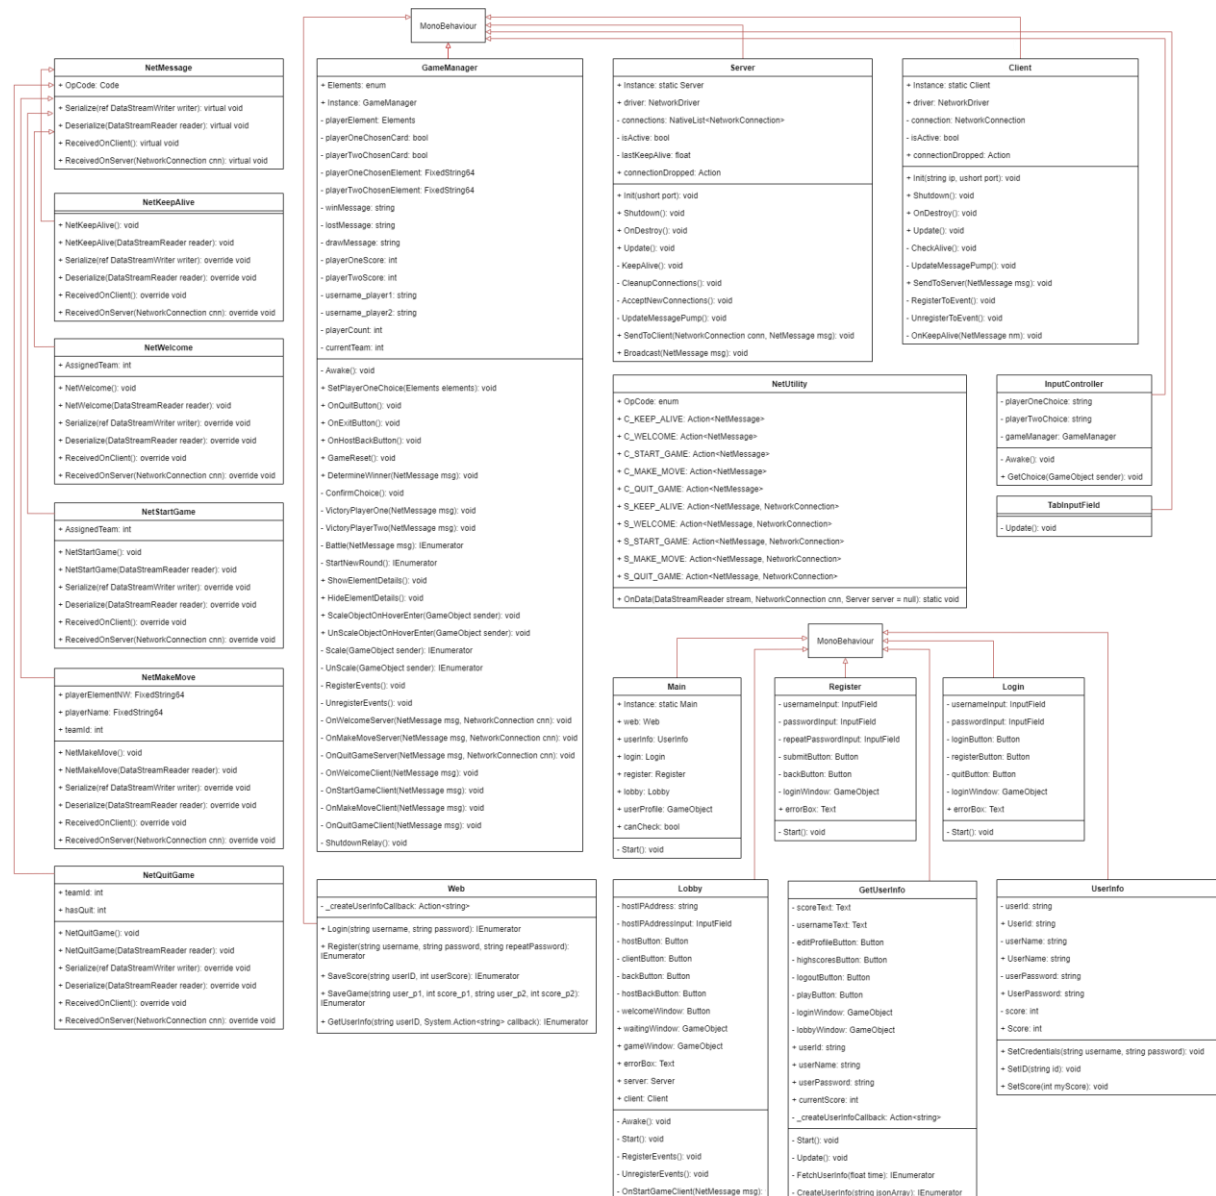 MonoBehaviour
NetMessage
+ OpCode: Code
+ Serialize(ref DataStreamWriter writer): virtual void
+ Deserialize(DataStreamReader reader): virtual void
+ ReceivedOnClient(): virtual void
+ ReceivedOnServer(NetworkConnection cnn): virtual void
NetKeepAlive
+ NetKeepAlive(): void
+ NetKeepAlive(DataStreamReader reader): void
+ Serialize(ref DataStreamWriter writer): override void
+ Deserialize(DataStreamReader reader): override void
+ ReceivedOnClient(): override void
+ ReceivedOnServer(NetworkConnection cnn): override void
NetWelcome
+ AssignedTeam: int
+ NetWelcome(): void
+ NetWelcome(DataStreamReader reader): void
+ Serialize(ref DataStreamWriter writer): override void
+ Deserialize(DataStreamReader reader): override void
+ ReceivedOnClient(): override void
+ ReceivedOnServer(NetworkConnection cnn): override void
NetStartGame
+ AssignedTeam: int
+ NetStartGame(): void
+ NetStartGame(DataStreamReader reader): void
+ Serialize(ref DataStreamWriter writer): override void
+ Deserialize(DataStreamReader reader): override void
+ ReceivedOnClient(): override void
+ ReceivedOnServer(NetworkConnection cnn): override void
NetMakeMove
+ playerElementNW: FixedString64
+ playerName: FixedString64
+ teamId: int
+ NetMakeMove(): void
+ NetMakeMove(DataStreamReader reader): void
+ Serialize(ref DataStreamWriter writer): override void
+ Deserialize(DataStreamReader reader): override void
+ ReceivedOnClient(): override void
+ ReceivedOnServer(NetworkConnection cnn): override void
NetQuitGame
+ teamId: int
+ hasQuit: int
+ NetQuitGame(): void
+ NetQuitGame(DataStreamReader reader): void
+ Serialize(ref DataStreamWriter writer): override void
+ Deserialize(DataStreamReader reader): override void
+ ReceivedOnClient(): override void
+ ReceivedOnServer(NetworkConnection cnn): override void
GameManager
+ Elements: enum
+ Instance: GameManager
- playerElement: Elements
- playerOneChosenCard: bool
- playerTwoChosenCard: bool
- playerOneChosenElement: FixedString64
- playerTwoChosenElement: FixedString64
- winMessage: string
- lostMessage: string
- drawMessage: string
- playerOneScore: int
- playerTwoScore: int
- username_player1: string
- username_player2: string
- playerCount: int
- currentTeam: int
- Awake(): void
+ SetPlayerOneChoice(Elements elements): void
+ OnQuitButton(): void
+ OnExitButton(): void
+ OnHostBackButton(): void
+ GameReset(): void
+ DetermineWinner(NetMessage msg): void
- ConfirmChoice(): void
- VictoryPlayerOne(NetMessage msg): void
- VictoryPlayerTwo(NetMessage msg): void
- Battle(NetMessage msg): IEnumerator
- StartNewRound(): IEnumerator
+ ShowElementDetails(): void
+ HideElementDetails(): void
+ ScaleObjectOnHoverEnter(GameObject sender): void
+ UnScaleObjectOnHoverEnter(GameObject sender): void
- Scale(GameObject sender): IEnumerator
- UnScale(GameObject sender): IEnumerator
- RegisterEvents(): void
- UnregisterEvents(): void
- OnWelcomeServer(NetMessage msg, NetworkConnection cnn): void
- OnMakeMoveServer(NetMessage msg, NetworkConnection cnn): void
- OnQuitGameServer(NetMessage msg, NetworkConnection cnn): void
- OnWelcomeClient(NetMessage msg): void
- OnStartGameClient(NetMessage msg): void
- OnMakeMoveClient(NetMessage msg): void
- OnQuitGameClient(NetMessage msg): void
- ShutdownRelay(): void
Web
- _createUserInfoCallback: Action<string>
+ Login(string username, string password): IEnumerator
+ Register(string username, string password, string repeatPassword):
IEnumerator
+ SaveScore(string userID, int userScore): IEnumerator
+ SaveGame(string user_p1, int score_p1, string user_p2, int score_p2):
IEnumerator
+ GetUserInfo(string userID, System.Action<string> callback): IEnumerator
Server
+ Instance: static Server
+ driver: NetworkDriver
- connections: NativeList<NetworkConnection>
- isActive: bool
- lastKeepAlive: float
+ connectionDropped: Action
+ Init(ushort port): void
+ Shutdown(): void
+ OnDestroy(): void
+ Update(): void
- KeepAlive(): void
- CleanupConnections(): void
- AcceptNewConnections(): void
- UpdateMessagePump(): void
+ SendToClient(NetworkConnection conn, NetMessage msg): void
+ Broadcast(NetMessage msg): void
Client
+ Instance: static Client
+ driver: NetworkDriver
- connection: NetworkConnection
- isActive: bool
+ connectionDropped: Action
+ Init(string ip, ushort port): void
+ Shutdown(): void
+ OnDestroy(): void
+ Update(): void
- CheckAlive(): void
- UpdateMessagePump(): void
+ SendToServer(NetMessage msg): void
- RegisterToEvent(): void
- UnregisterToEvent(): void
- OnKeepAlive(NetMessage nm): void
NetUtility
+ OpCode: enum
+ C_KEEP_ALIVE: Action<NetMessage>
+ C_WELCOME: Action<NetMessage>
+ C_START_GAME: Action<NetMessage>
+ C_MAKE_MOVE: Action<NetMessage>
+ C_QUIT_GAME: Action<NetMessage>
+ S_KEEP_ALIVE: Action<NetMessage, NetworkConnection>
+ S_WELCOME: Action<NetMessage, NetworkConnection>
+ S_START_GAME: Action<NetMessage, NetworkConnection>
+ S_MAKE_MOVE: Action<NetMessage, NetworkConnection>
+ S_QUIT_GAME: Action<NetMessage, NetworkConnection>
+ OnData(DataStreamReader stream, NetworkConnection cnn, Server server = null): static void
InputController
- playerOneChoice: string
- playerTwoChoice: string
- gameManager: GameManager
- Awake(): void
+ GetChoice(GameObject sender): void
TabInputField
- Update(): void
MonoBehaviour
Main
+ Instance: static Main
+ web: Web
+ userInfo: UserInfo
+ login: Login
+ register: Register
+ lobby: Lobby
+ userProfile: GameObject
+ canCheck: bool
- Start(): void
Register
- usernameInput: InputField
- passwordInput: InputField
- repeatPasswordInput: InputField
- submitButton: Button
- backButton: Button
- loginWindow: GameObject
+ errorBox: Text
- Start(): void
Login
- usernameInput: InputField
- passwordInput: InputField
- loginButton: Button
- registerButton: Button
- quitButton: Button
- loginWindow: GameObject
+ errorBox: Text
- Start(): void
Lobby
- hostIPAddress: string
- hostIPAddressInput: InputField
- hostButton: Button
- clientButton: Button
- backButton: Button
- hostBackButton: Button
- welcomeWindow: Button
+ waitingWindow: GameObject
+ gameWindow: GameObject
+ errorBox: Text
+ server: Server
+ client: Client
- Awake(): void
- Start(): void
- RegisterEvents(): void
- UnregisterEvents(): void
- OnStartGameClient(NetMessage msg):
GetUserInfo
- scoreText: Text
- usernameText: Text
- editProfileButton: Button
- highscoresButton: Button
- logoutButton: Button
- playButton: Button
- loginWindow: GameObject
- lobbyWindow: GameObject
+ userId: string
+ userName: string
+ userPassword: string
+ currentScore: int
- _createUserInfoCallback: Action<string>
- Start(): void
- Update(): void
- FetchUserInfo(float time): IEnumerator
- CreateUserInfo(string jsonArray): IEnumerator
UserInfo
- userId: string
+ UserId: string
- userName: string
+ UserName: string
- userPassword: string
+ UserPassword: string
- score: int
+ Score: int
+ SetCredentials(string username, string password): void
+ SetID(string id): void
+ SetScore(int myScore): void